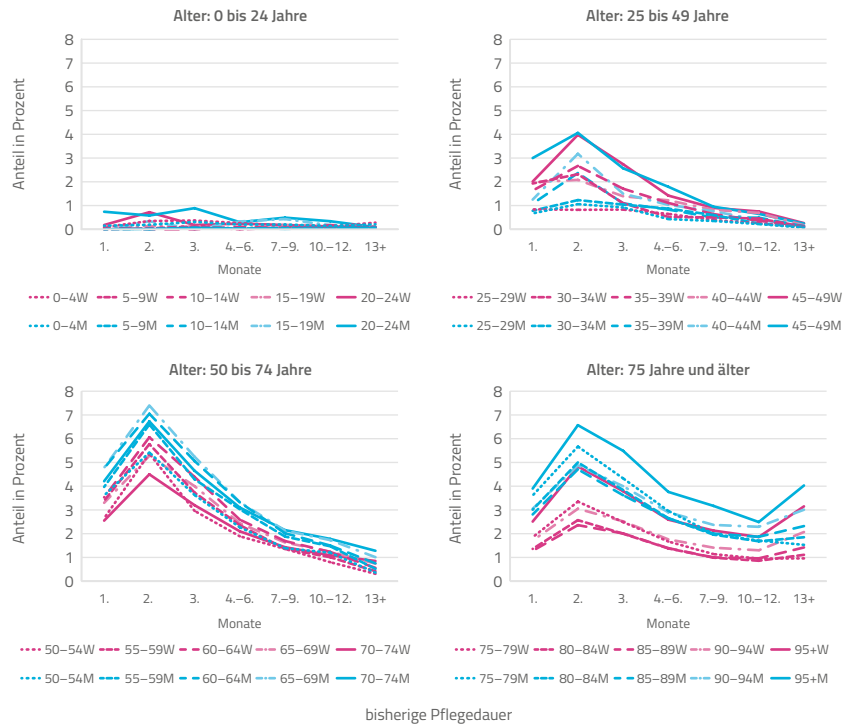 Alter: 0 bis 24 Jahre
Anteil in Prozent
8
7
6
5
4
3
2
1
0
1. 2. 3. 4.–6. 7.–9. 10.–12. 13+
Monate
0–4W 5–9W 10–14W 15–19W 20–24W
0–4M 5–9M 10–14M 15–19M 20–24M
Alter: 25 bis 49 Jahre
Anteil in Prozent
8
7
6
5
4
3
2
1
0
1. 2. 3. 4.–6. 7.–9. 10.–12. 13+
Monate
25–29W 30–34W 35–39W 40–44W 45–49W
25–29M 30–34M 35–39M 40–44M 45–49M
Alter: 50 bis 74 Jahre
Anteil in Prozent
8
7
6
5
4
3
2
1
0
1. 2. 3. 4.–6. 7.–9. 10.–12. 13+
Monate
50–54W 55–59W 60–64W 65–69W 70–74W
50–54M 55–59M 60–64M 65–69M 70–74M
Alter: 75 Jahre und älter
Anteil in Prozent
8
7
6
5
4
3
2
1
0
1. 2. 3. 4.–6. 7.–9. 10.–12. 13+
Monate
75–79W 80–84W 85–89W 90–94W 95+W
75–79M 80–84M 85–89M 90–94M 95+M
bisherige Pflegedauer